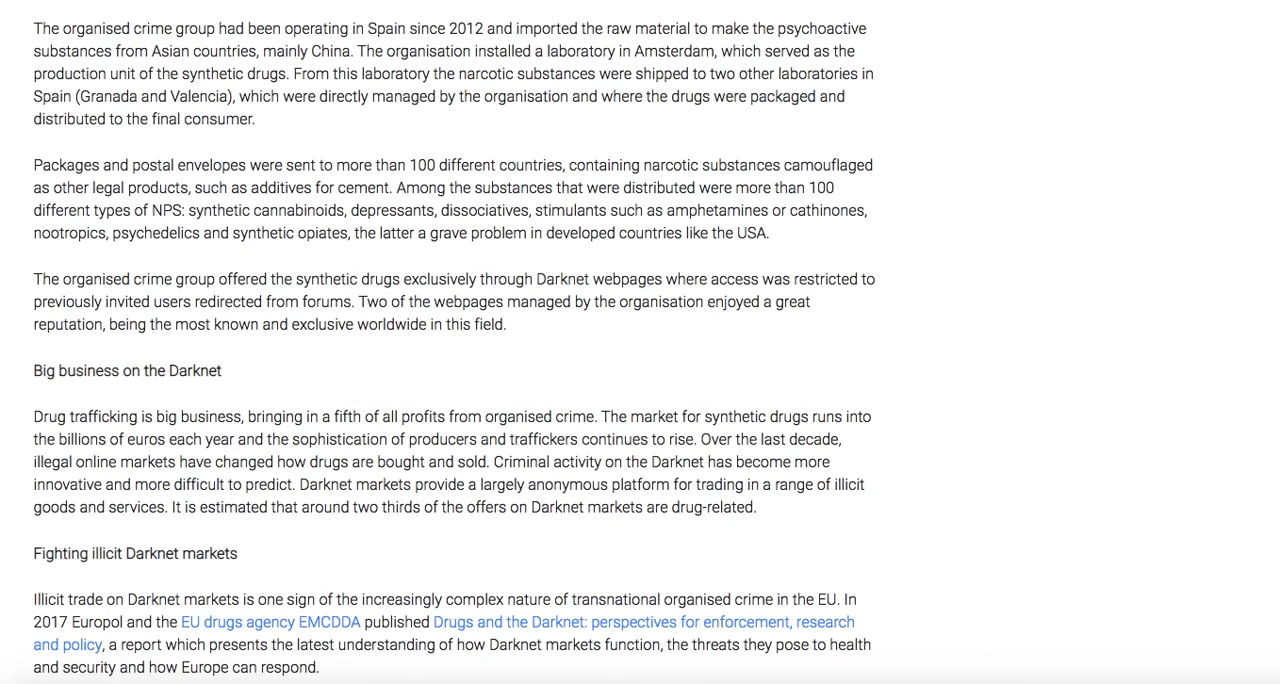 The organised crime group had been operating in Spain since 2012 and imported the raw material to make the psychoactive
substances from Asian countries, mainly China. The organisation installed a laboratory in Amsterdam, which served as the
production unit of the synthetic drugs. From this laboratory the narcotic substances were shipped to two other laboratories in
Spain (Granada and Valencia), which were directly managed by the organisation and where the drugs were packaged and
distributed to the final consumer.
Packages and postal envelopes were sent to more than 100 different countries, containing narcotic substances camouflaged
as other legal products, such as additives for cement. Among the substances that were distributed were more than 100
different types of NPS: synthetic cannabinoids, depressants, dissociatives, stimulants such as amphetamines or cathinones,
nootropics, psychedelics and synthetic opiates, the latter a grave problem in developed countries like the USA.
The organised crime group offered the synthetic drugs exclusively through Darknet webpages where access was restricted to
previously invited users redirected from forums. Two of the webpages managed by the organisation enjoyed a great
reputation, being the most known and exclusive worldwide in this field.
Big business on the Darknet
Drug trafficking is big business, bringing in a fifth of all profits from organised crime. The market for synthetic drugs runs into
the billions of euros each year and the sophistication of producers and traffickers continues to rise. Over the last decade,
illegal online markets have changed how drugs are bought and sold. Criminal activity on the Darknet has become more
innovative and more difficult to predict. Darknet markets provide a largely anonymous platform for trading in a range of illicit
goods and services. It is estimated that around two thirds of the offers on Darknet markets are drug-related.
Fighting illicit Darknet markets
Illicit trade on Darknet markets is one sign of the increasingly complex nature of transnational organised crime in the EU. In
2017 Europol and the EU drugs agency EMCDDA published Drugs and the Darknet: perspectives for enforcement, research
and policy, a report which presents the latest understanding of how Darknet markets function, the threats they pose to health
and security and how Europe can respond.